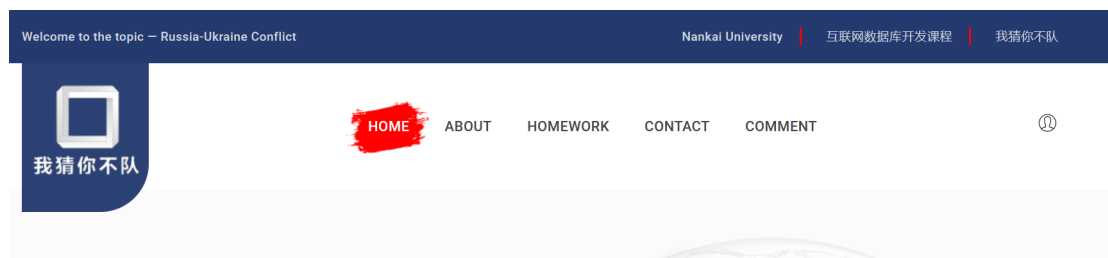 Welcome to the topic — Russia-Ukraine Conflict
Nankai University
互联网数据库开发课程
我猜你不队
HOME
ABOUT
HOMEWORK
CONTACT
COMMENT
我猜你不队